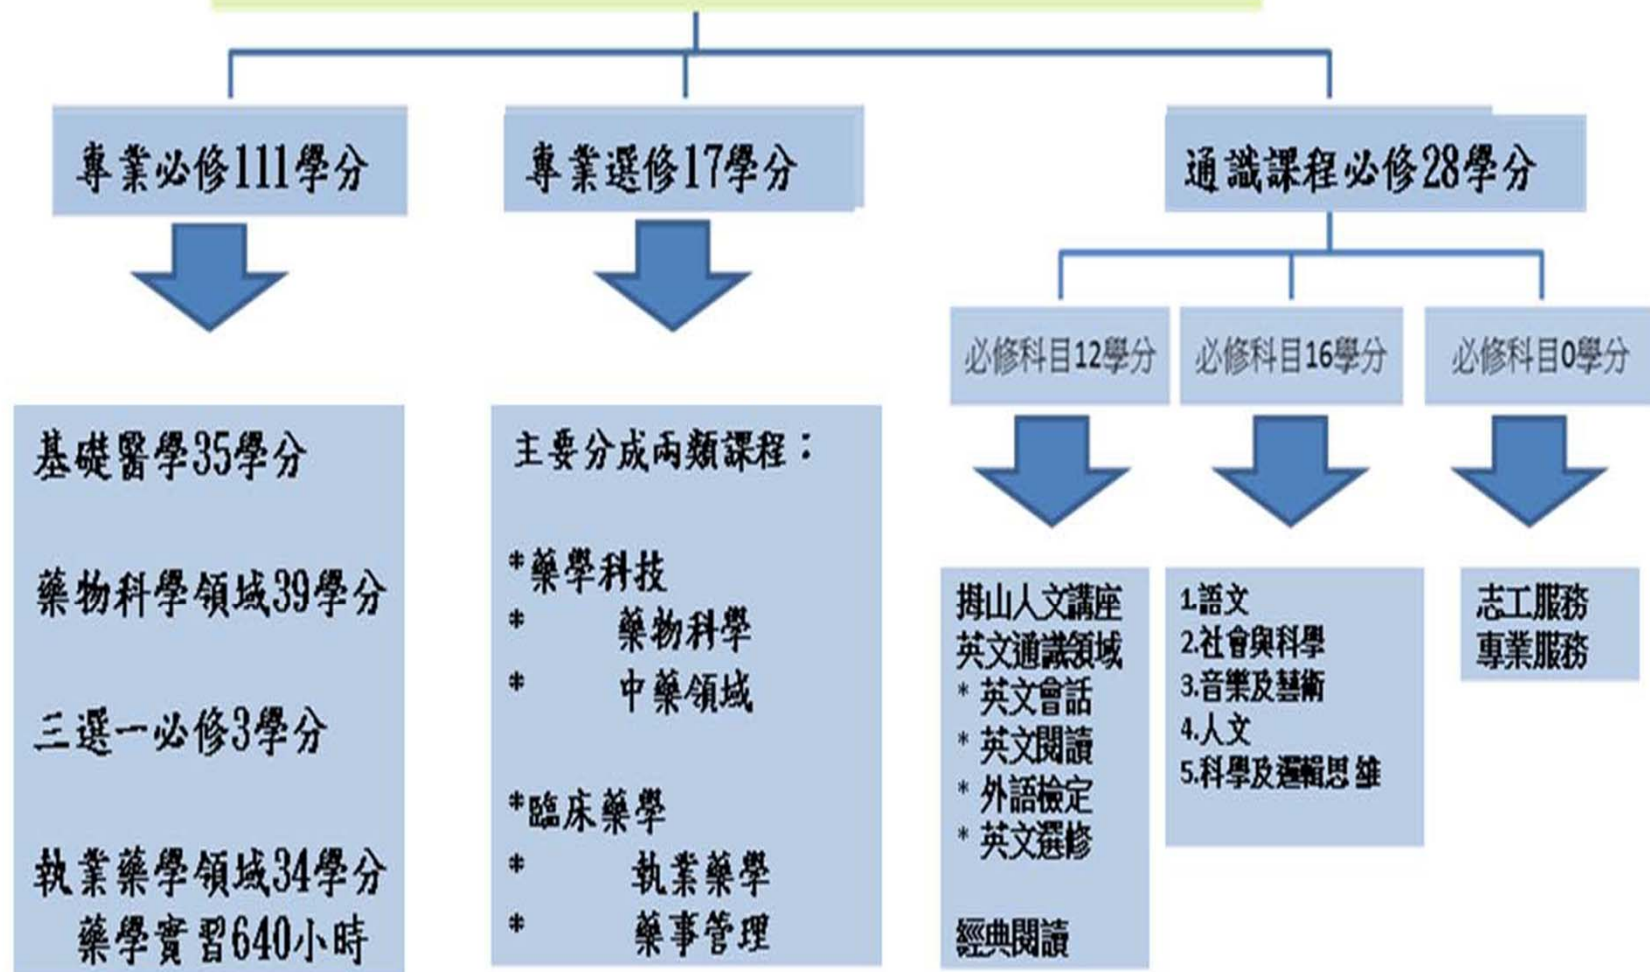 專業必修111學分
專業選修17學分
通識課程必修28學分
必修科目12學分
必修科目16學分
必修科目0學分
基礎醫學35學分
藥物科學領域39學分
三選一必修3學分
執業藥學領域34學分
藥學實習640小時
主要分成兩類課程：
*藥學科技
* 藥物科學
* 中藥領域
*臨床藥學
* 執業藥學
* 藥事管理
拇山人文講座
英文通識領域
* 英文會話
* 英文閱讀
* 外語檢定
* 英文選修
經典閱讀
1.語文
2.社會與科學
3.音樂及藝術
4.人文
5.科學及邏輯思維
志工服務
專業服務